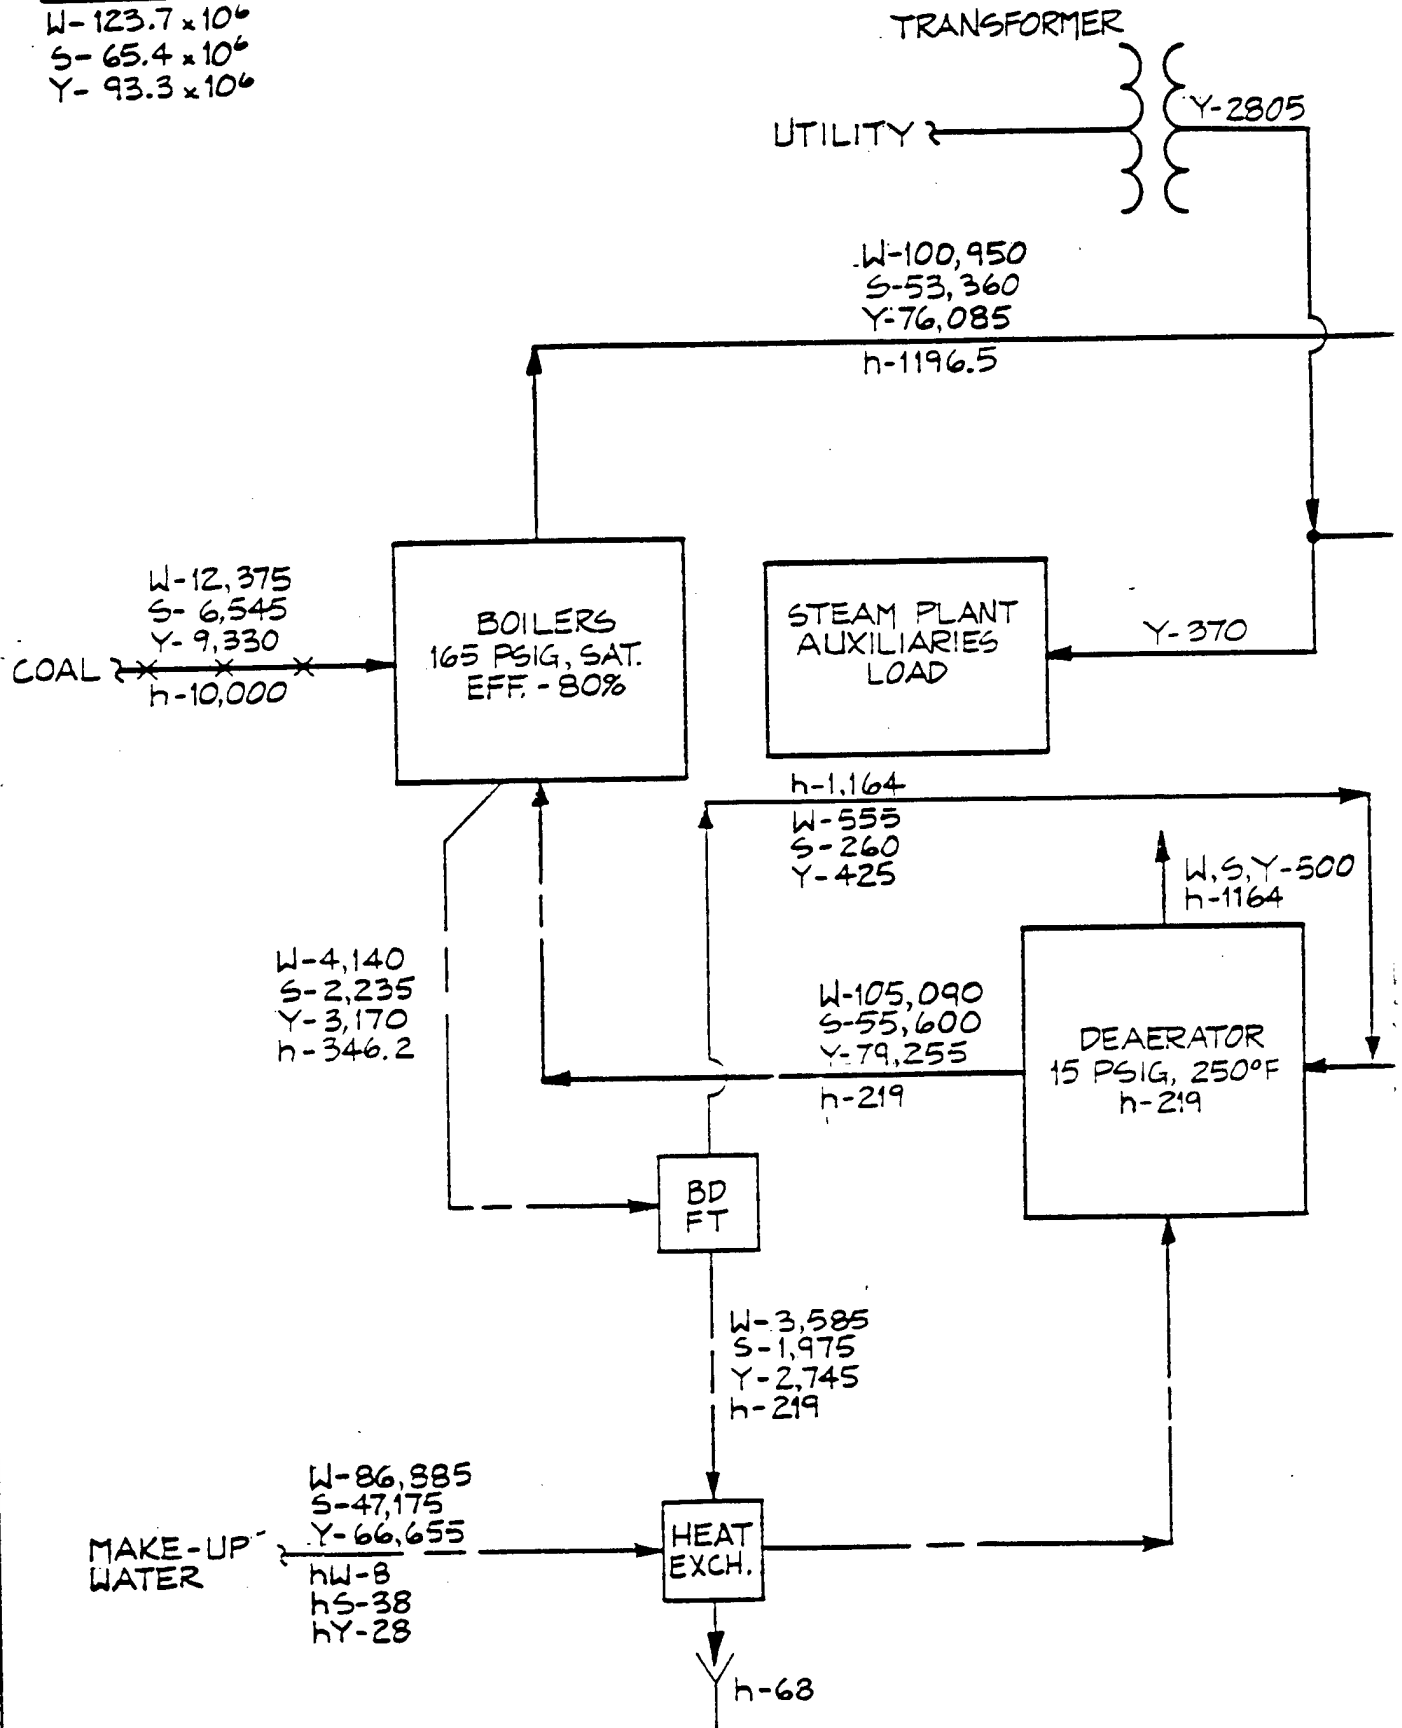 W-123.7 x 10⁶
S- 65.4 x 10⁶
Y- 93.3 x 10⁶
TRANSFORMER
UTILITY
Y-2805
W-100,950
S-53,360
Y-76,085
h-1196.5
W-12,375
S- 6,545
Y- 9,330
COAL
h-10,000
BOILERS
165 PSIG, SAT.
EFF. - 80%
STEAM PLANT
AUXILIARIES
LOAD
Y-370
h-1,164
W-555
S-260
Y-425
W,S,Y-500
h-1164
W-4,140
S-2,235
Y-3,170
h-346.2
W-105,090
S-55,600
Y-79,255
h-219
DEAERATOR
15 PSIG, 250°F
h-219
BD
FT
W-3,585
S-1,975
Y-2,745
h-219
W-86,885
S-47,175
Y-66,655
MAKE-UP
WATER
hW-8
hS-38
hY-28
HEAT
EXCH.
h-68